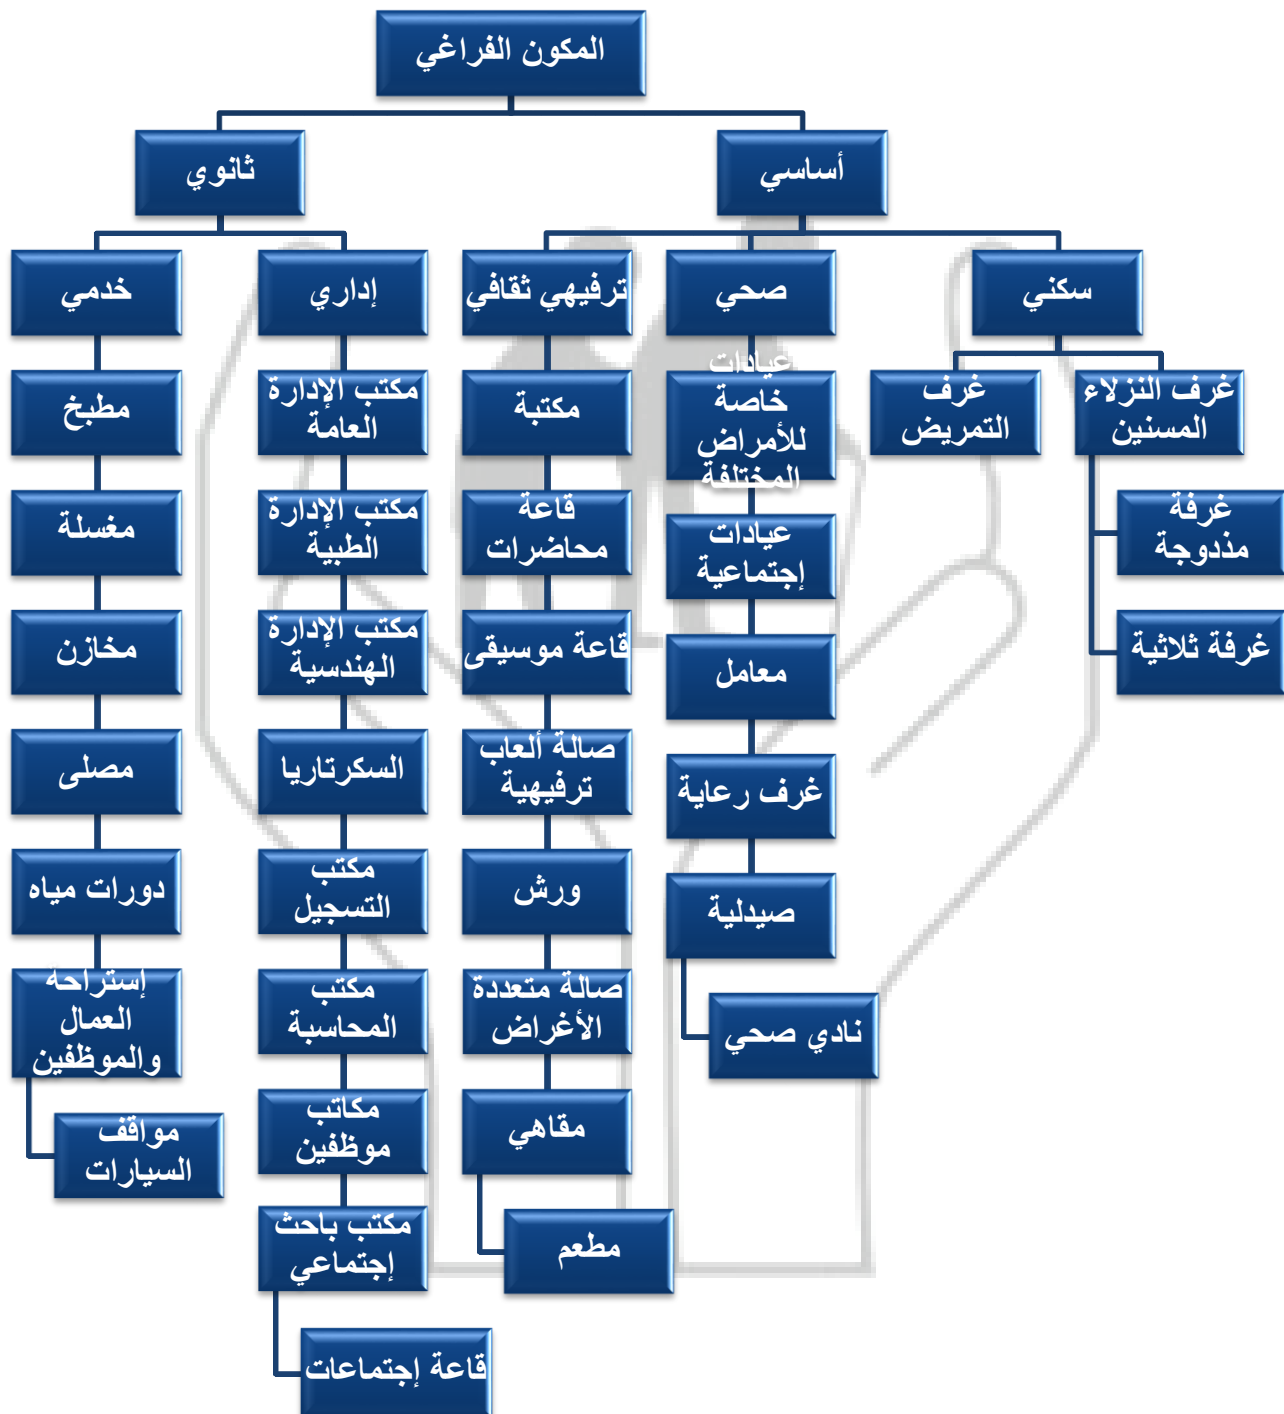 المكون الفراغي
أساسي
ثانوي
سكني
صحي
ترفيهي ثقافي
إداري
خدمي
غرف النزلاء
المسنين
غرفة
مذدوجة
غرفة ثلاثية
غرف
التمريض
عيادات
خاصة
للأمراض
المختلفة
عيادات
إجتماعية
معامل
غرف رعاية
صيدلية
نادي صحي
مكتبة
قاعة
محاضرات
قاعة موسيقى
صالة ألعاب
ترفيهية
ورش
صالة متعددة
الأغراض
مقاهي
مطعم
مكتب الإدارة
العامة
مكتب الإدارة
الطبية
مكتب الإدارة
الهندسية
السكرتاريا
مكتب
التسجيل
مكتب
المحاسبة
مكاتب
موظفين
مكتب باحث
إجتماعي
قاعة إجتماعات
مطبخ
مغسلة
مخازن
مصلى
دورات مياه
إستراحة
العمال
والموظفين
مواقف
السيارات